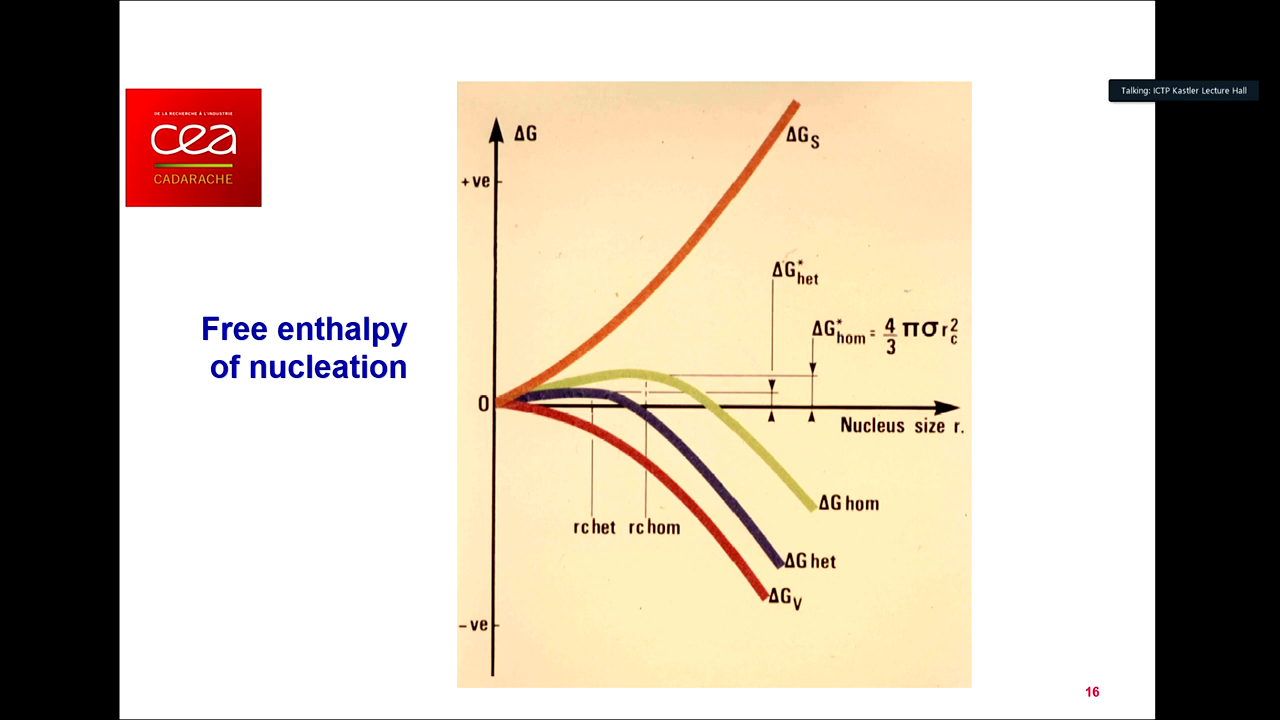 Talking: ICTP Kastler Lecture Hall
DE LA RECHERCHE À L'INDUSTRIE
cea
CADARACHE
Free enthalpy
of nucleation
ΔG
+ve
0
-ve
ΔGS
ΔG*het
ΔG*hom = 4/3 πσ rc2
Nucleus size r.
rc het
rc hom
ΔG hom
ΔG het
ΔGV
16